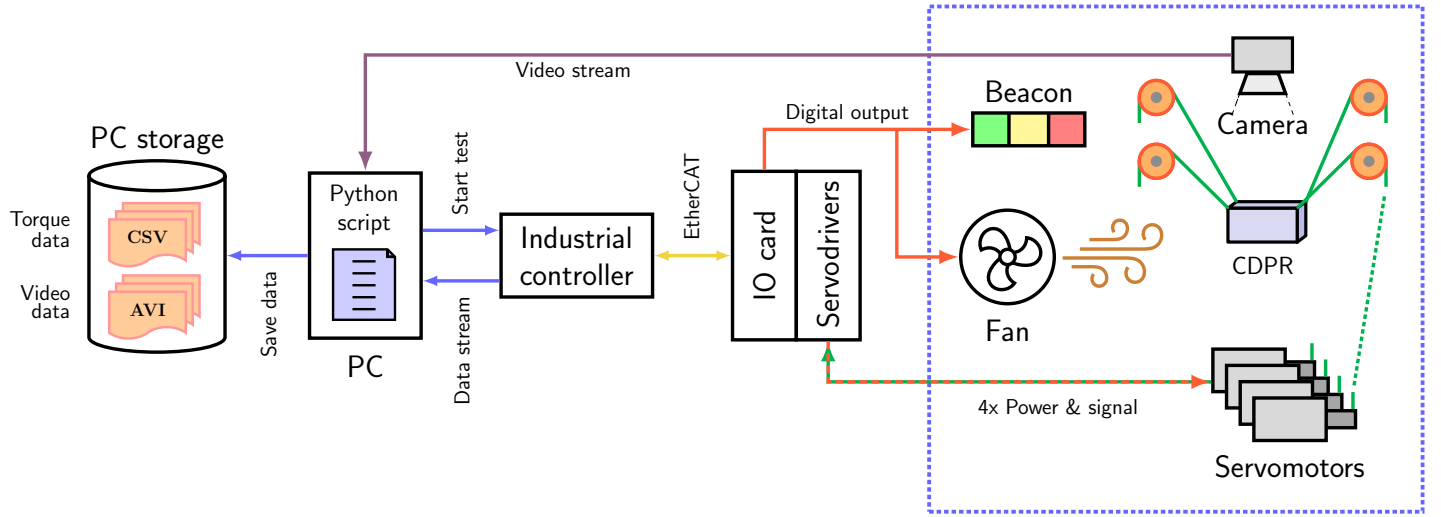 Video stream
Beacon
Digital output
Camera
PC storage
Torque
data
CSV
Video
data
AVI
Save data
Python
script
PC
Start test
Data stream
Industrial
controller
EtherCAT
IO card
Servodrivers
Fan
CDPR
4x Power & signal
Servomotors